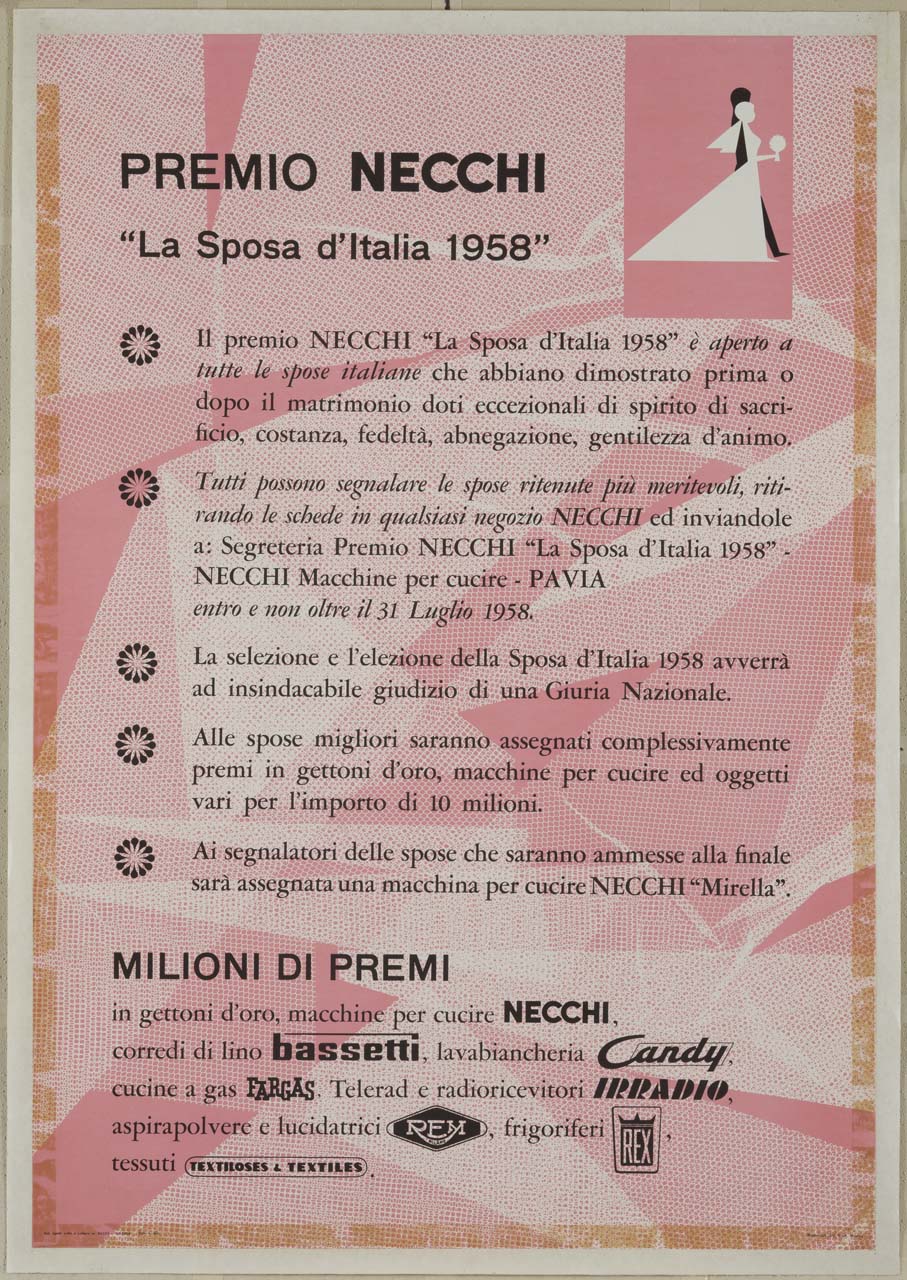 PREMIO NECCHI
“La Sposa d’Italia 1958”
Il premio NECCHI “La Sposa d’Italia 1958” è aperto a
tutte le spose italiane che abbiano dimostrato prima o
dopo il matrimonio doti eccezionali di spirito di sacri-
ficio, costanza, fedeltà, abnegazione, gentilezza d’animo.
Tutti possono segnalare le spose ritenute più meritevoli, riti-
rando le schede in qualsiasi negozio NECCHI ed inviandole
a: Segreteria Premio NECCHI “La Sposa d’Italia 1958” -
NECCHI Macchine per cucire - PAVIA
entro e non oltre il 31 Luglio 1958.
La selezione e l’elezione della Sposa d’Italia 1958 avverrà
ad insindacabile giudizio di una Giuria Nazionale.
Alle spose migliori saranno assegnati complessivamente
premi in gettoni d’oro, macchine per cucire ed oggetti
vari per l’importo di 10 milioni.
Ai segnalatori delle spose che saranno ammesse alla finale
sarà assegnata una macchina per cucire NECCHI “Mirella”.
MILIONI DI PREMI
in gettoni d’oro, macchine per cucire NECCHI,
corredi di lino bassetti, lavabiancheria Candy,
cucine a gas FARGAS. Telerad e radioricevitori IRRADIO,
aspirapolvere e lucidatrici REM, frigoriferi REX,
tessuti TEXTILOSES & TEXTILES.